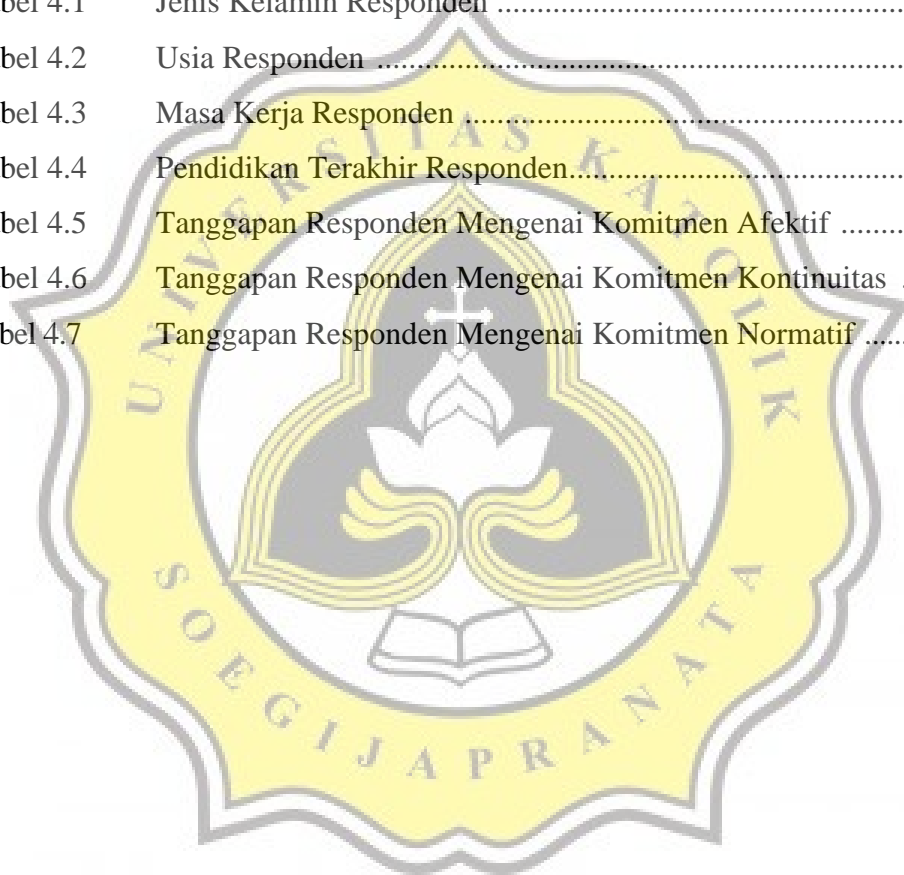 bel 4.1 Jenis Kelamin Responden ........................................................
bel 4.2 Usia Responden ........................................................................
bel 4.3 Masa Kerja Responden ............................................................
bel 4.4 Pendidikan Terakhir Responden..............................................
bel 4.5 Tanggapan Responden Mengenai Komitmen Afektif .........
bel 4.6 Tanggapan Responden Mengenai Komitmen Kontinuitas .
bel 4.7 Tanggapan Responden Mengenai Komitmen Normatif ......
UNIVERSITAS KATOLIK
SOEGIJAPRANATA